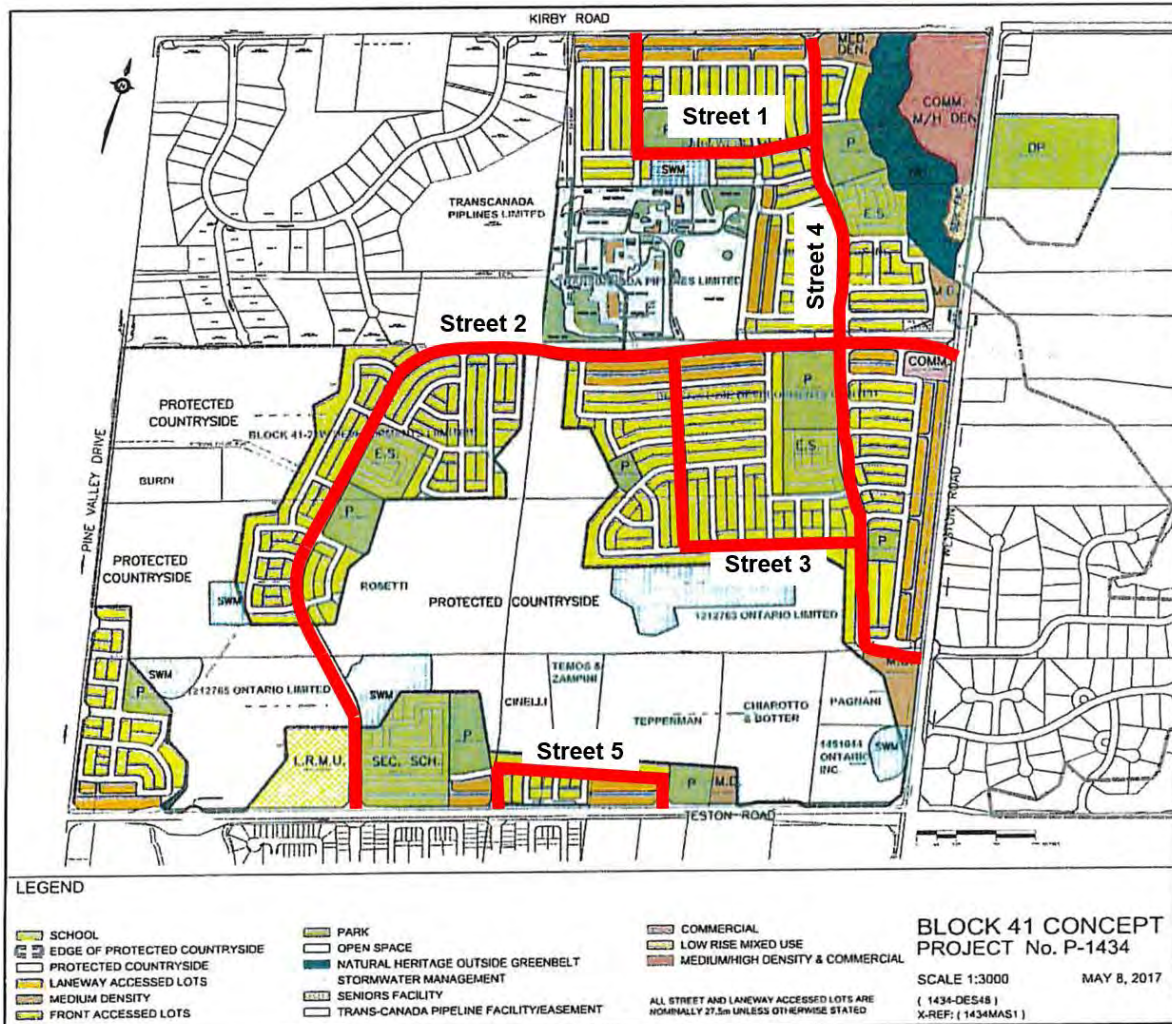 KIRBY ROAD
MED.
DEN.
COMM.
M/H DEN.
Street 1
P
P
DP
SWM
TRANSCANADA
PIPLINES LIMITED
E.S.
Street 4
PIPLINES LIMITED
M.D.
Street 2
COMM.
PROTECTED
COUNTRYSIDE
P
E.S.
E.S.
PINE VALLEY DRIVE
BURDI
P
P
WESTON ROAD
PROTECTED
COUNTRYSIDE
P
Street 3
ROSETTI
SWM
PROTECTED COUNTRYSIDE
1212763 ONTARIO LIMITED
SWM
P
1212765 ONTARIO LIMITED
SWM
TEMOS &
ZAMPINI
CINELLI
TEPPERMAN
CHIAROTTO
& BOTTER
PAGNANI
P
SWM
ONTARIO
INC.
L.R.M.U.
SEC. SCH.
Street 5
P
M.D.
TESTON ROAD
LEGEND
SCHOOL
EDGE OF PROTECTED COUNTRYSIDE
PROTECTED COUNTRYSIDE
LANEWAY ACCESSED LOTS
MEDIUM DENSITY
FRONT ACCESSED LOTS
PARK
OPEN SPACE
NATURAL HERITAGE OUTSIDE GREENBELT
STORMWATER MANAGEMENT
SENIORS FACILITY
TRANS-CANADA PIPELINE FACILITY/EASEMENT
COMMERCIAL
LOW RISE MIXED USE
MEDIUM/HIGH DENSITY & COMMERCIAL
ALL STREET AND LANEWAY ACCESSED LOTS ARE
NOMINALLY 27.5m UNLESS OTHERWISE STATED
BLOCK 41 CONCEPT
PROJECT No. P-1434
SCALE 1:3000 MAY 8, 2017
( 1434-DES48 )
X-REF: ( 1434MAS1 )